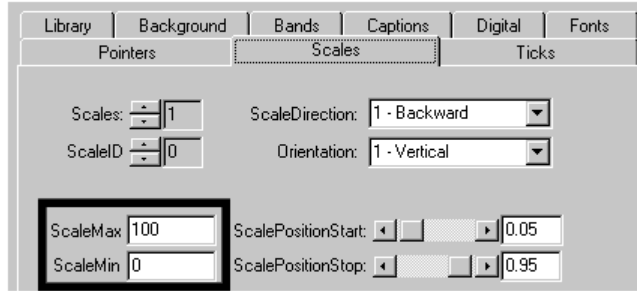 Library Background Bands Captions Digital Fonts
Pointers Scales Ticks
Scales: 1 ScaleDirection: 1 - Backward
ScaleID 0 Orientation: 1 - Vertical
ScaleMax 100 ScalePositionStart: 0.05
ScaleMin 0 ScalePositionStop: 0.95